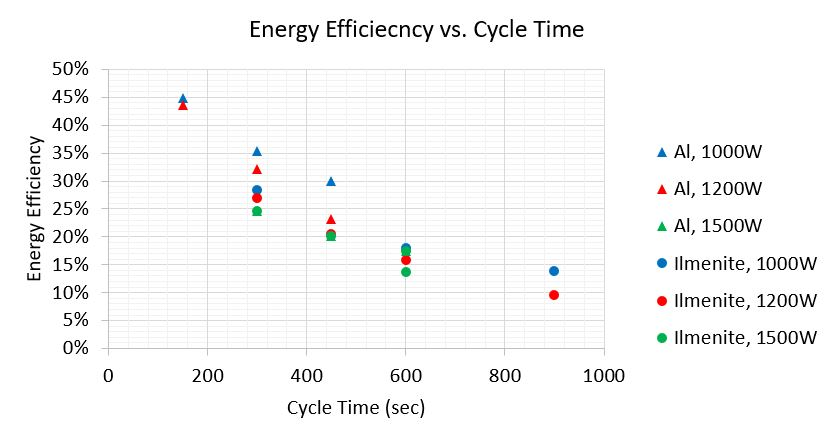 Energy Efficiecncy vs. Cycle Time
50%
45%
40%
35%
30%
25%
20%
15%
10%
5%
0%
Energy Efficiency
0 200 400 600 800 1000
Cycle Time (sec)
Al, 1000W
Al, 1200W
Al, 1500W
Ilmenite, 1000W
Ilmenite, 1200W
Ilmenite, 1500W